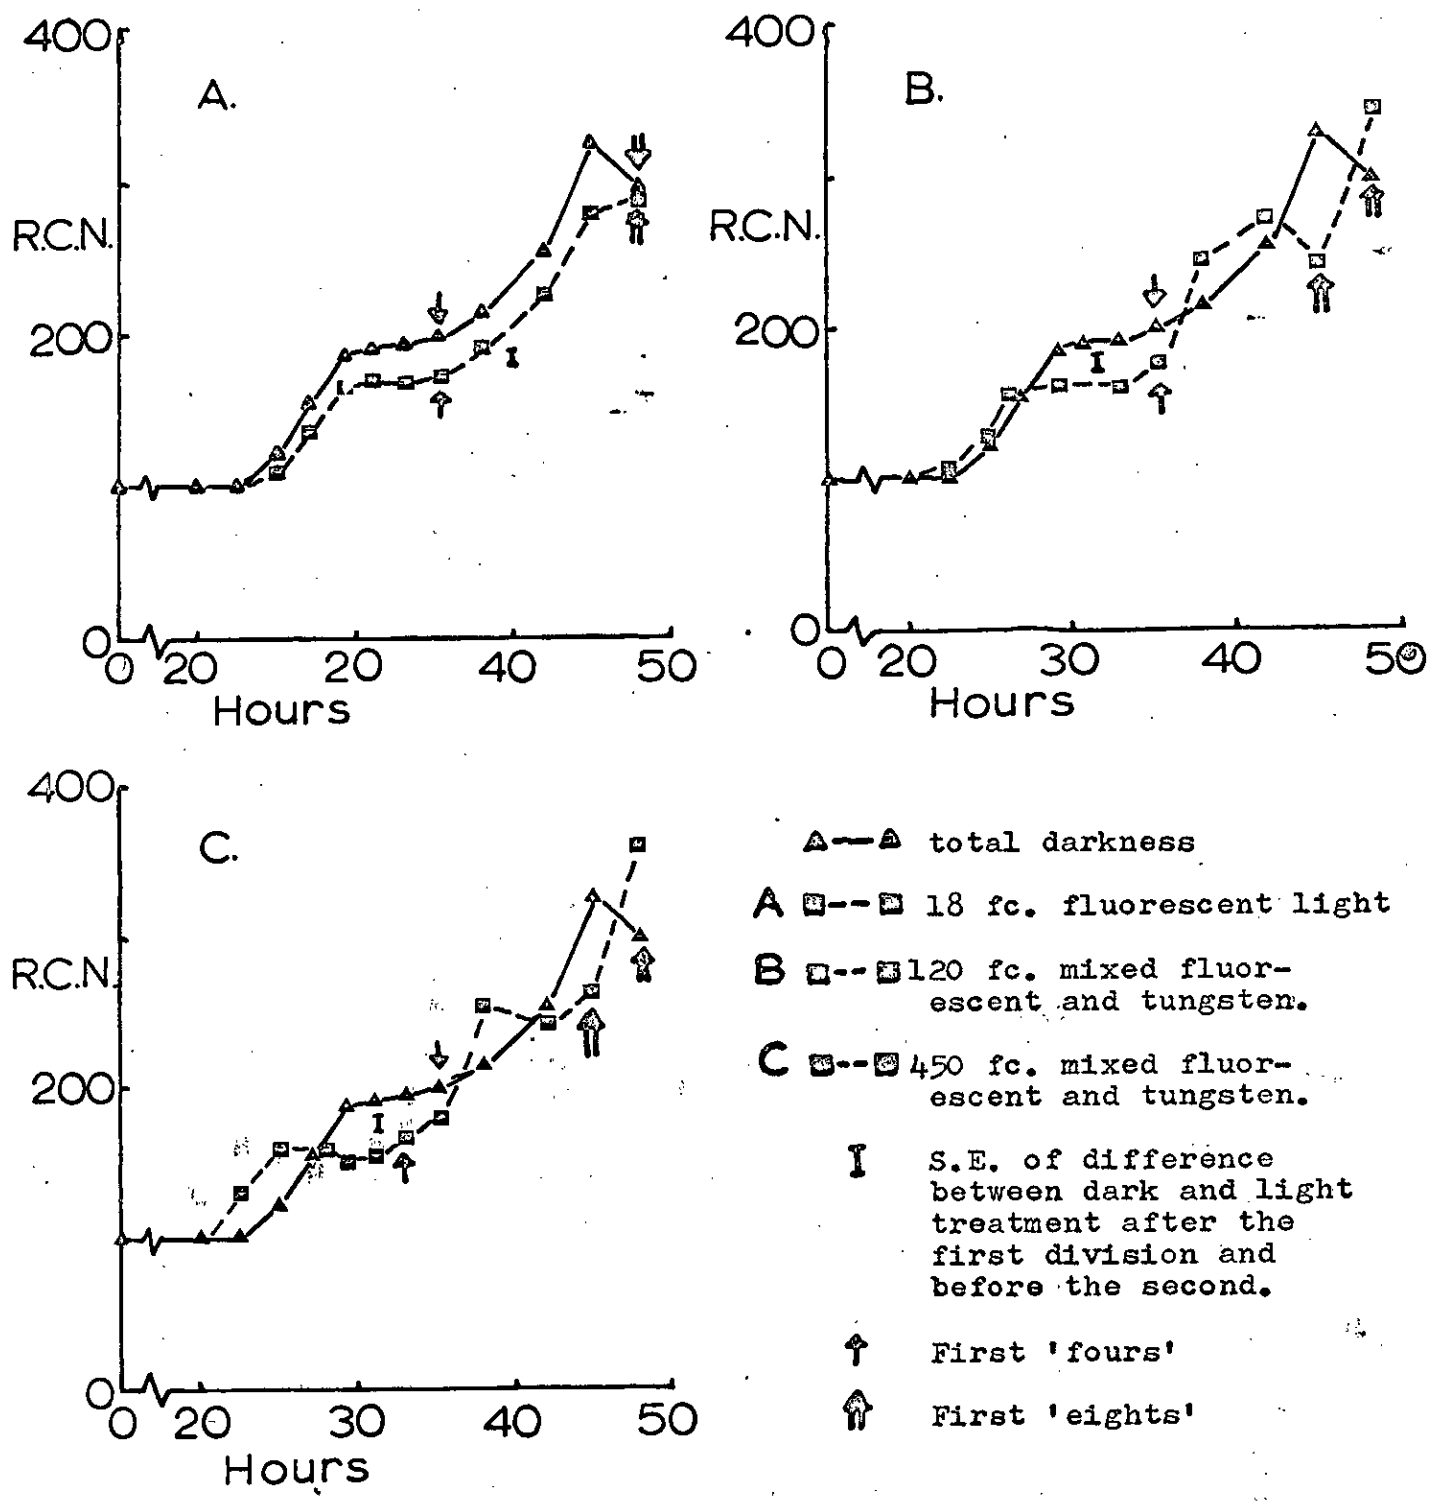 400
A.
R.C.N.
200
0
0 20 20 40 50
Hours
400
B.
R.C.N.
200
0
0 20 30 40 50
Hours
400
C.
R.C.N.
200
0
0 20 30 40 50
Hours
total darkness
A 18 fc. fluorescent light
B 120 fc. mixed fluor-
escent and tungsten.
C 450 fc. mixed fluor-
escent and tungsten.
S.E. of difference
between dark and light
treatment after the
first division and
before the second.
First 'fours'
First 'eights'